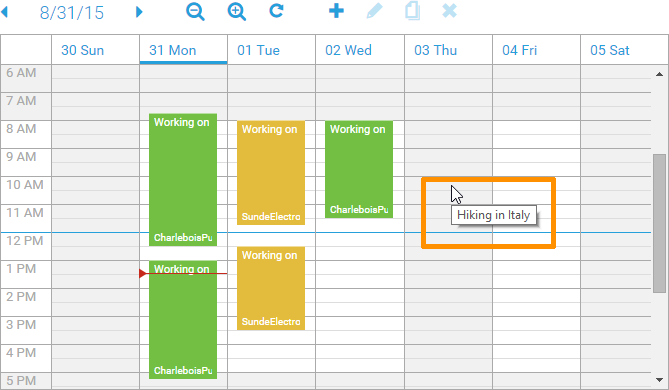 8/31/15
30 Sun 31 Mon 01 Tue 02 Wed 03 Thu 04 Fri 05 Sat
6 AM
7 AM
8 AM
9 AM
10 AM
11 AM
12 PM
1 PM
2 PM
3 PM
4 PM
5 PM
Working on
CharleboisPu
Working on
CharleboisPu
Working on
SundeElectro
Working on
SundeElectro
Working on
CharleboisPu
Hiking in Italy